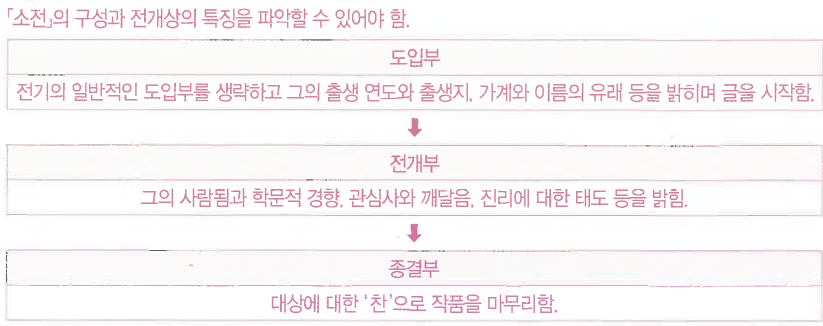 「소전」의 구성과 전개상의 특징을 파악할 수 있어야 함.
도입부
전기의 일반적인 도입부를 생략하고 그의 출생 연도와 출생지, 가계와 이름의 유래 등을 밝히며 글을 시작함.
전개부
그의 사람됨과 학문적 경향, 관심사와 깨달음, 진리에 대한 태도 등을 밝힘.
종결부
대상에 대한 '찬'으로 작품을 마무리함.